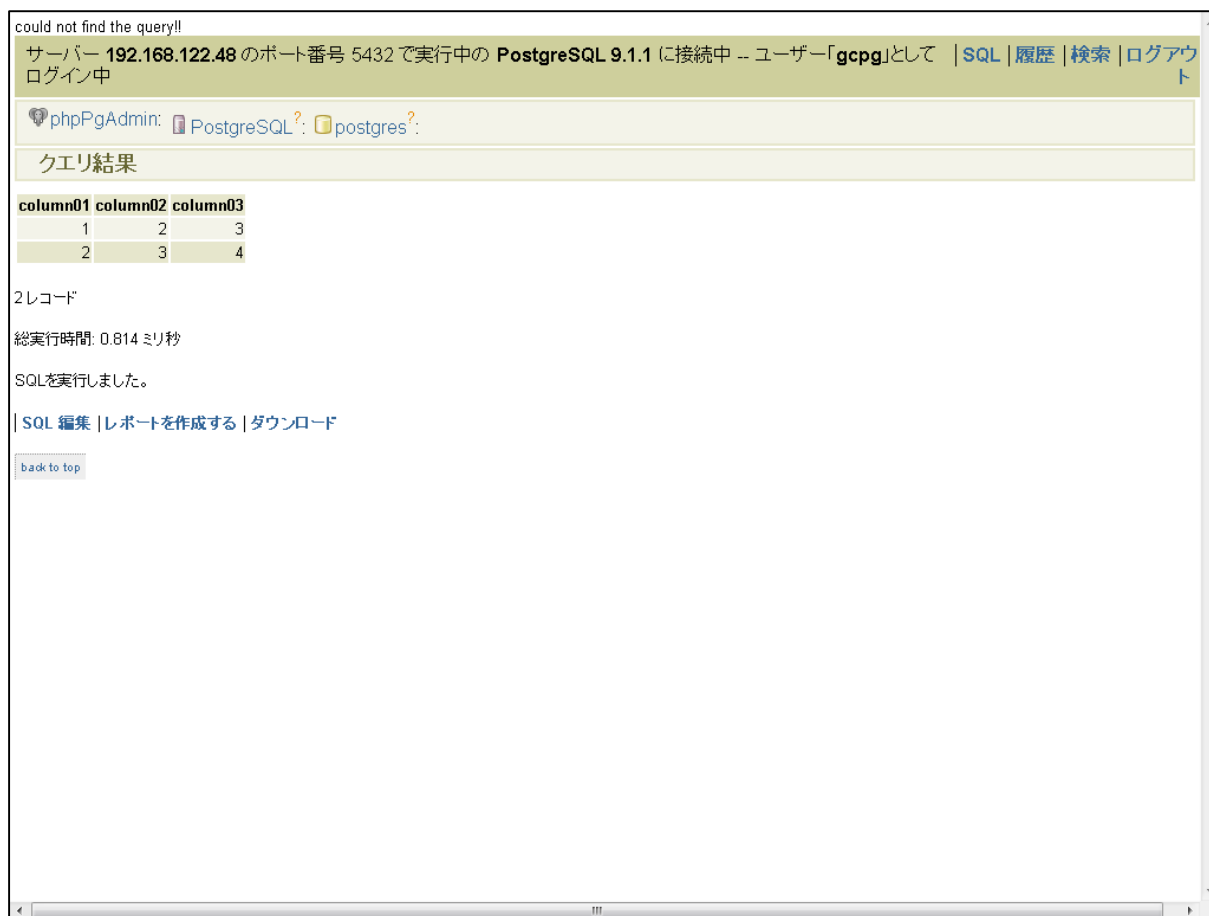 could not find the query!!
サーバー 192.168.122.48 のポート番号 5432 で実行中の PostgreSQL 9.1.1 に接続中 -- ユーザー「gcpg」として |SQL |履歴 |検索 |ログアウ
ログイン中 ト
phpPgAdmin: PostgreSQL?: postgres?:
クエリ結果
column01 column02 column03
1 2 3
2 3 4
2 レコード
総実行時間: 0.814 ミリ秒
SQLを実行しました。
|SQL 編集 |レポートを作成する |ダウンロード
back to top